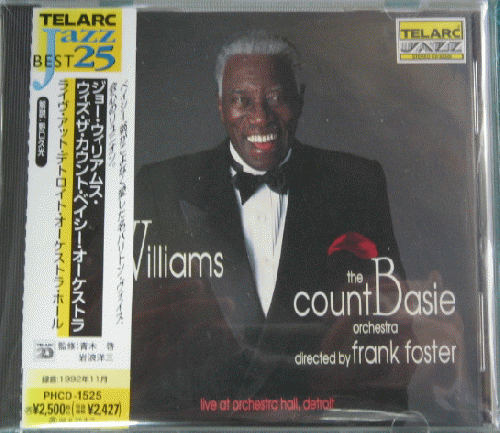 TELARC
Jazz
BEST 25
ジョー・ウィリアムス・
ウィズ・ザ・カウント・ベイシー・オーケストラ
ライヴ・アット・デトロイト・オーケストラ・ホール
監修:青木 啓
岩浪洋三
録音:1992年11月
PHCD-1525
¥2,500 ¥2,427
TELARC
JAZZ
Williams
the
count Basie
orchestra
directed by frank foster
live at orchestra hall, detroit